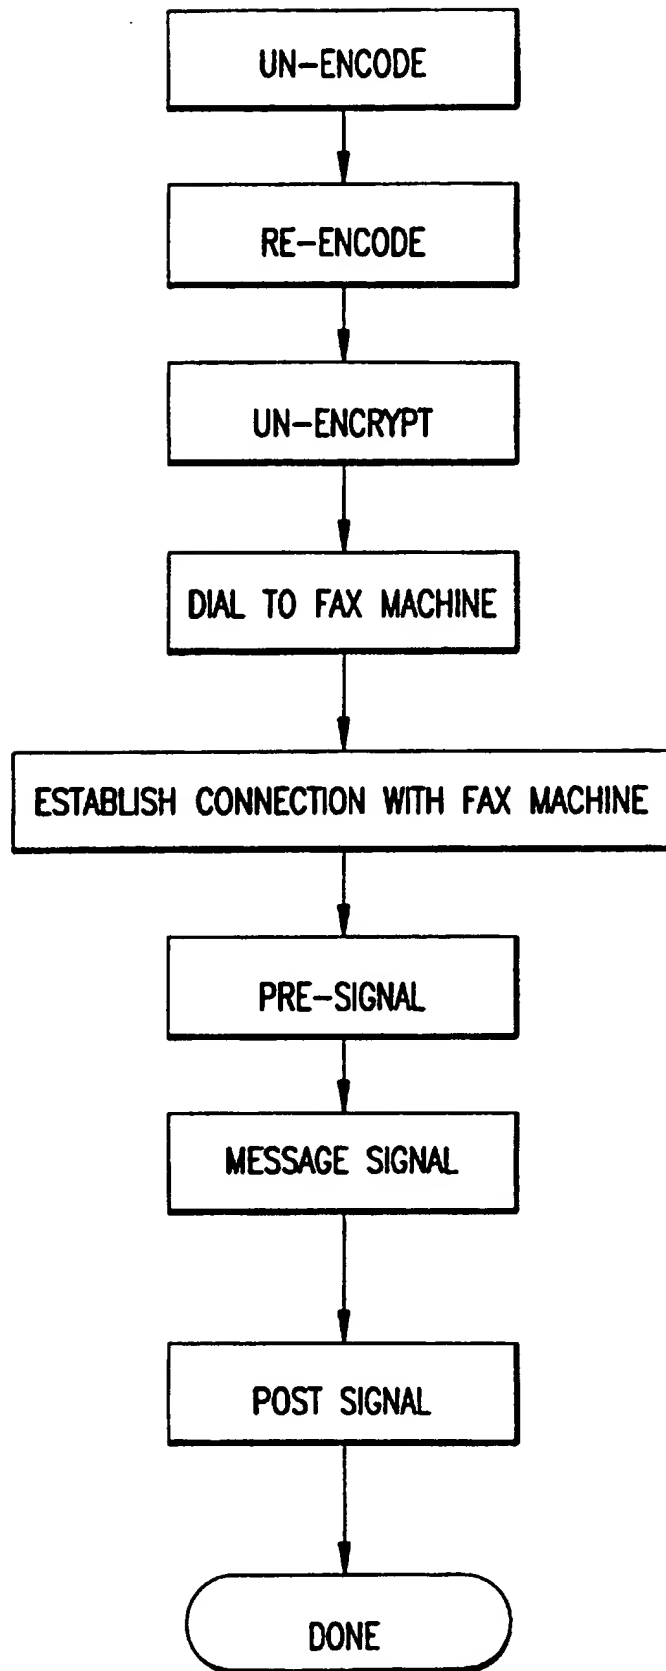 UN-ENCODE
RE-ENCODE
UN-ENCRYPT
DIAL TO FAX MACHINE
ESTABLISH CONNECTION WITH FAX MACHINE
PRE-SIGNAL
MESSAGE SIGNAL
POST SIGNAL
DONE